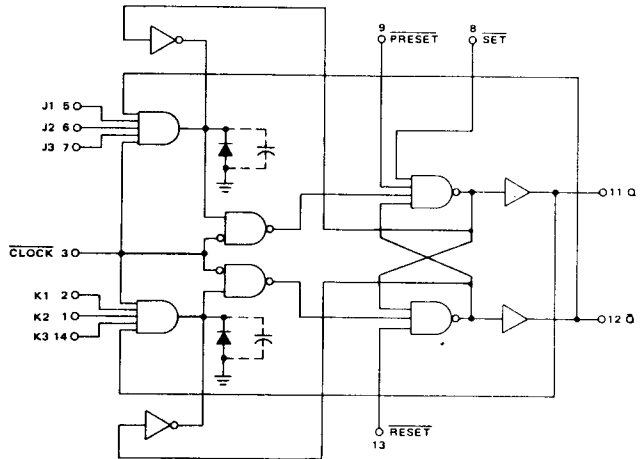 9 PRESET
8 SET
J1 5
J2 6
J3 7
11 Q
CLOCK 3
K1 2
K2 1
K3 14
12 Q̄
RESET
13